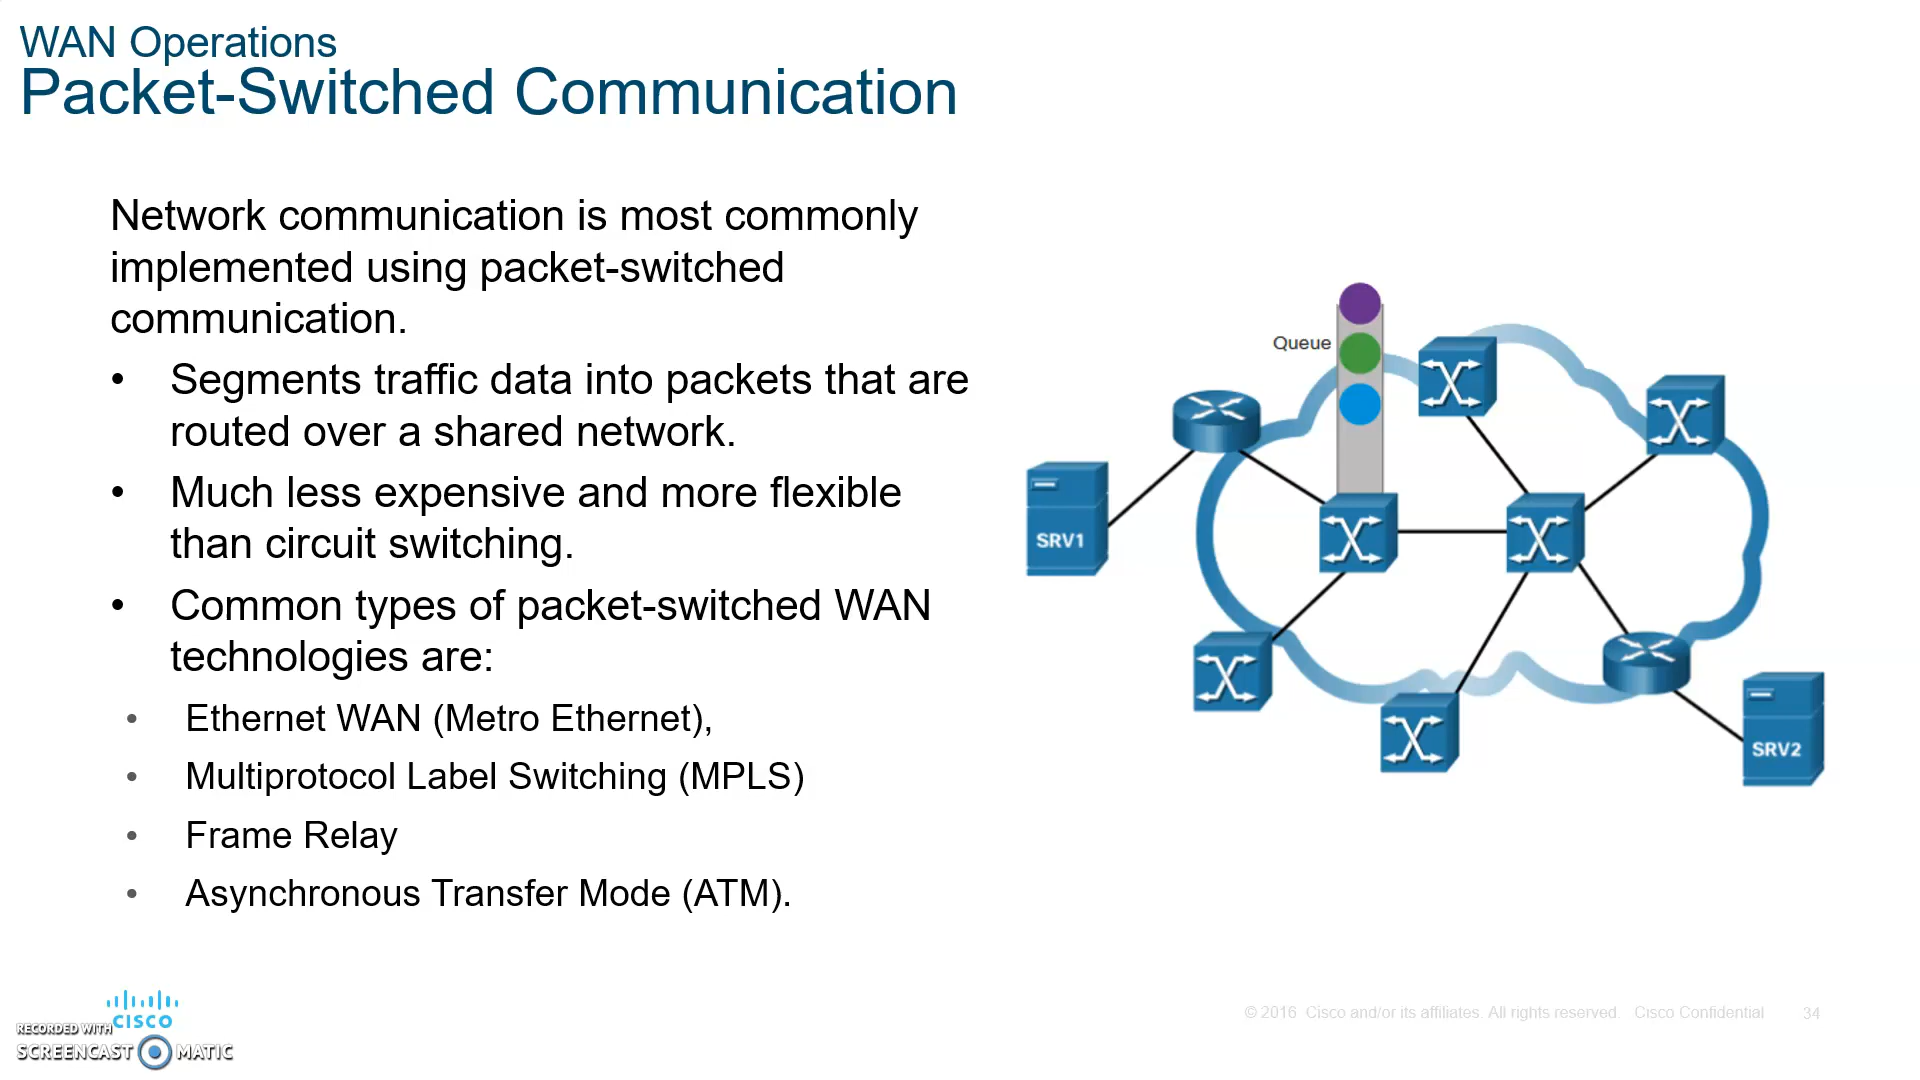 WAN Operations
Packet-Switched Communication
Network communication is most commonly
implemented using packet-switched
communication.
• Segments traffic data into packets that are
routed over a shared network.
• Much less expensive and more flexible
than circuit switching.
• Common types of packet-switched WAN
technologies are:
• Ethernet WAN (Metro Ethernet),
• Multiprotocol Label Switching (MPLS)
• Frame Relay
• Asynchronous Transfer Mode (ATM).
Queue
SRV1
SRV2
CISCO
RECORDED WITH
SCREENCAST MATIC
© 2016 Cisco and/or its affiliates. All rights reserved. Cisco Confidential 34